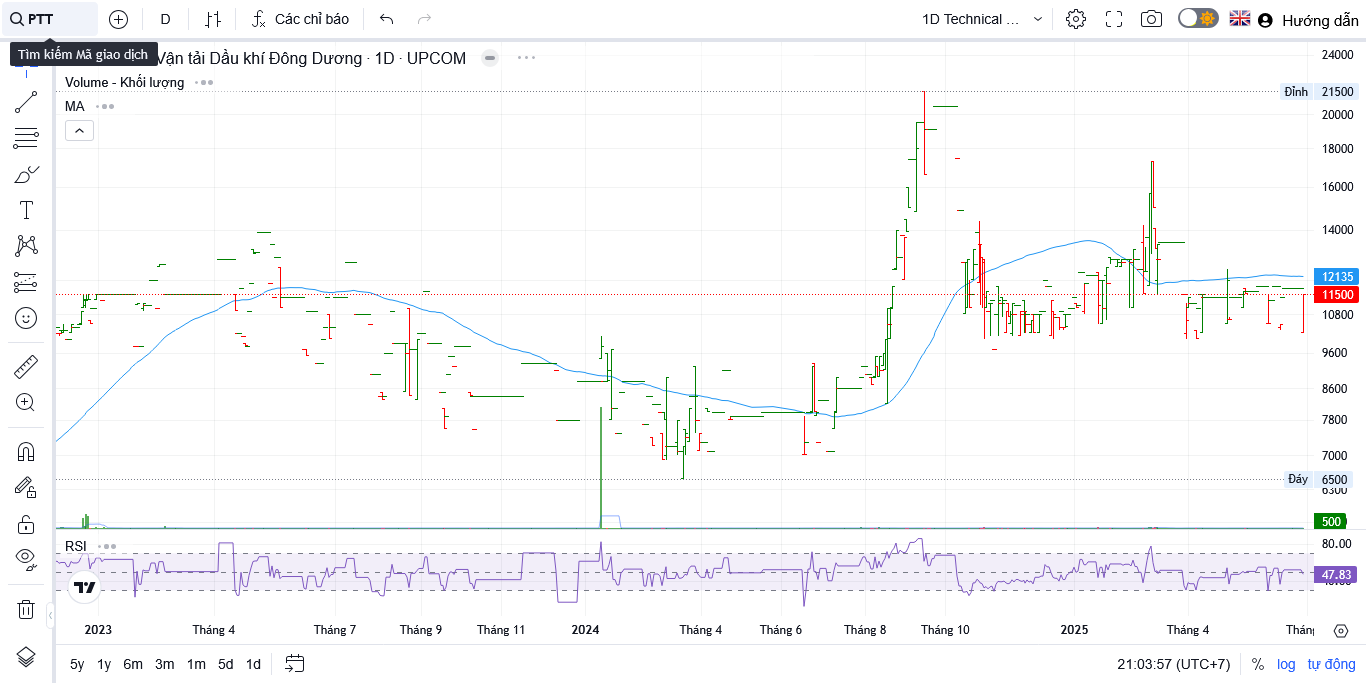 PTT
D
Các chỉ báo
1D Technical ...
Hướng dẫn
Tìm kiếm Mã giao dịch
Vận tải Dầu khí Đông Dương · 1D · UPCOM
Volume - Khối lượng
MA
24000
Đỉnh 21500
20000
18000
16000
14000
12135
11500
10800
9600
8600
7800
7000
Đáy 6500
6300
500
RSI
80.00
47.83
2023 Tháng 4 Tháng 7 Tháng 9 Tháng 11 2024 Tháng 4 Tháng 6 Tháng 8 Tháng 10 2025 Tháng 4
5y 1y 6m 3m 1m 5d 1d
21:03:57 (UTC+7) % log tự động